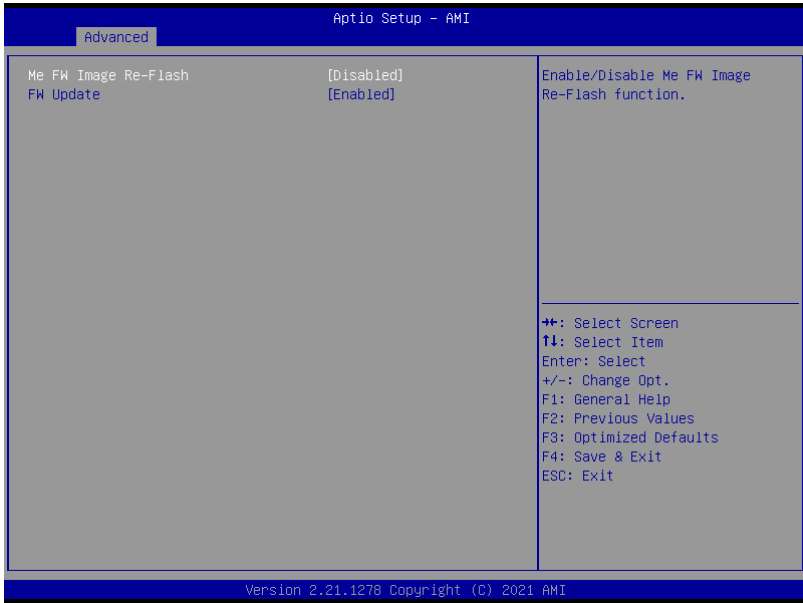 Aptio Setup – AMI
Advanced
Me FW Image Re-Flash [Disabled]
FW Update [Enabled]
Enable/Disable Me FW Image
Re-Flash function.
→←: Select Screen
↑↓: Select Item
Enter: Select
+/-: Change Opt.
F1: General Help
F2: Previous Values
F3: Optimized Defaults
F4: Save & Exit
ESC: Exit
Version 2.21.1278 Copyright (C) 2021 AMI